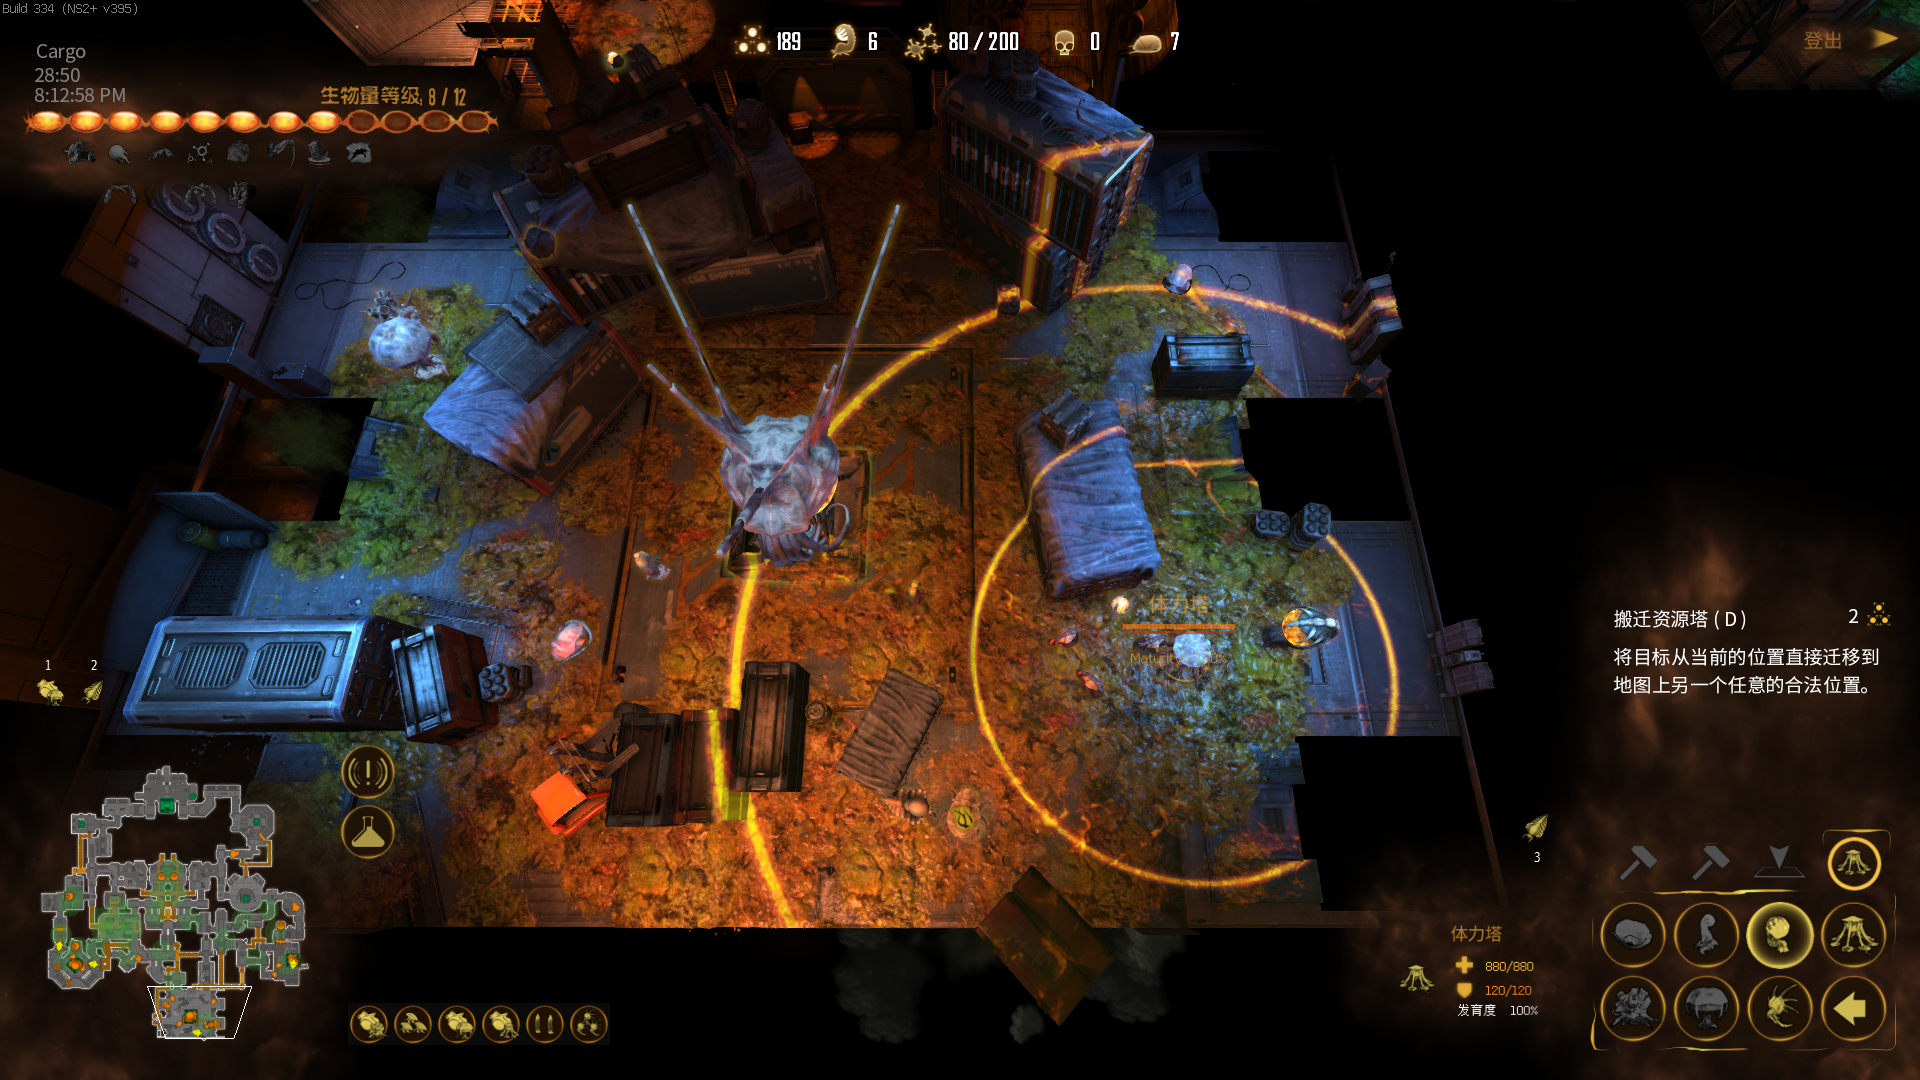 Build 334 (NS2+ v395)
189 6 80 / 200 0 7
登出
Cargo
28:50
8:12:58 PM
生物量等级, 8 / 12
体力塔
搬迁资源塔 ( D ) 2
将目标从当前的位置直接迁移到
地图上另一个任意的合法位置。
1 2
3
体力塔
880/880
120/120
发育度 100%